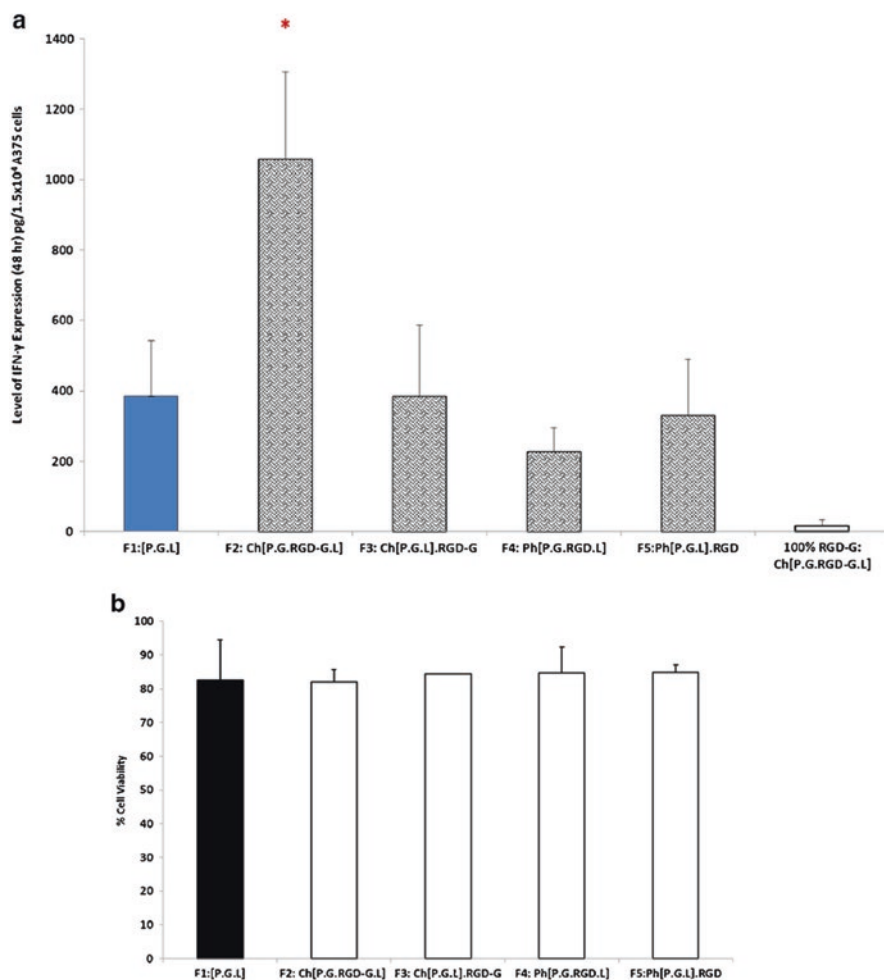 a
*
Level of IFN-γ Expression (48 hr) pg/1.5x10⁴ A375 cells
1400
1200
1000
800
600
400
200
0
F1:[P.G.L]
F2: Ch[P.G.RGD-G.L]
F3: Ch[P.G.L].RGD-G
F4: Ph[P.G.RGD.L]
F5:Ph[P.G.L].RGD
100% RGD-G:
Ch[P.G.RGD-G.L]
b
% Cell Viability
100
90
80
70
60
50
40
30
20
10
0
F1:[P.G.L]
F2: Ch[P.G.RGD-G.L]
F3: Ch[P.G.L].RGD-G
F4: Ph[P.G.RGD.L]
F5:Ph[P.G.L].RGD